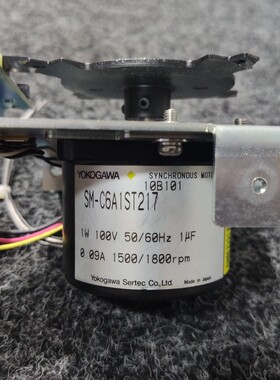 YOKOGAWA SYNCHRONOUS MOTO
10B101
SM-C6A1ST217
1W 100V 50/60Hz 1μF
0.09A 1500/1800rpm
Yokogawa Sertec Co., Ltd. Made in Japan